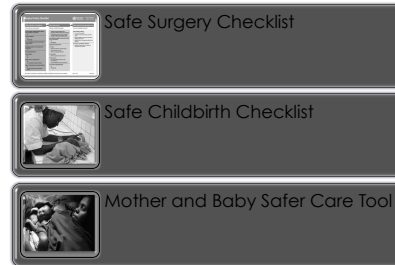 Safe Surgery Checklist
Safe Childbirth Checklist
Mother and Baby Safer Care Tool